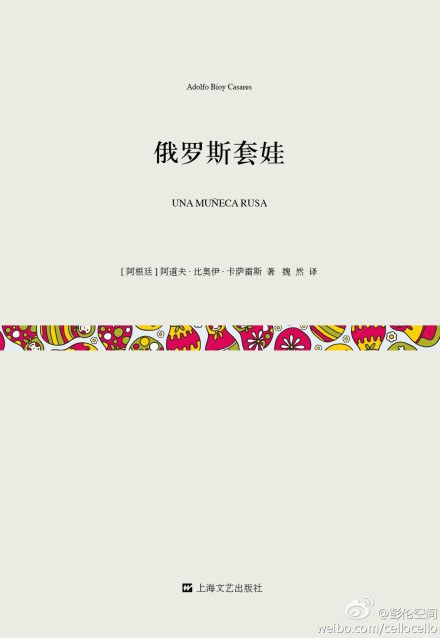 Adolfo Bioy Casares
俄罗斯套娃
UNA MUÑECA RUSA
[ 阿根廷 ] 阿道夫 · 比奥伊 · 卡萨雷斯 著 魏 然 译
上海文艺出版社
@彭伦空间
weibo.com/cellocello